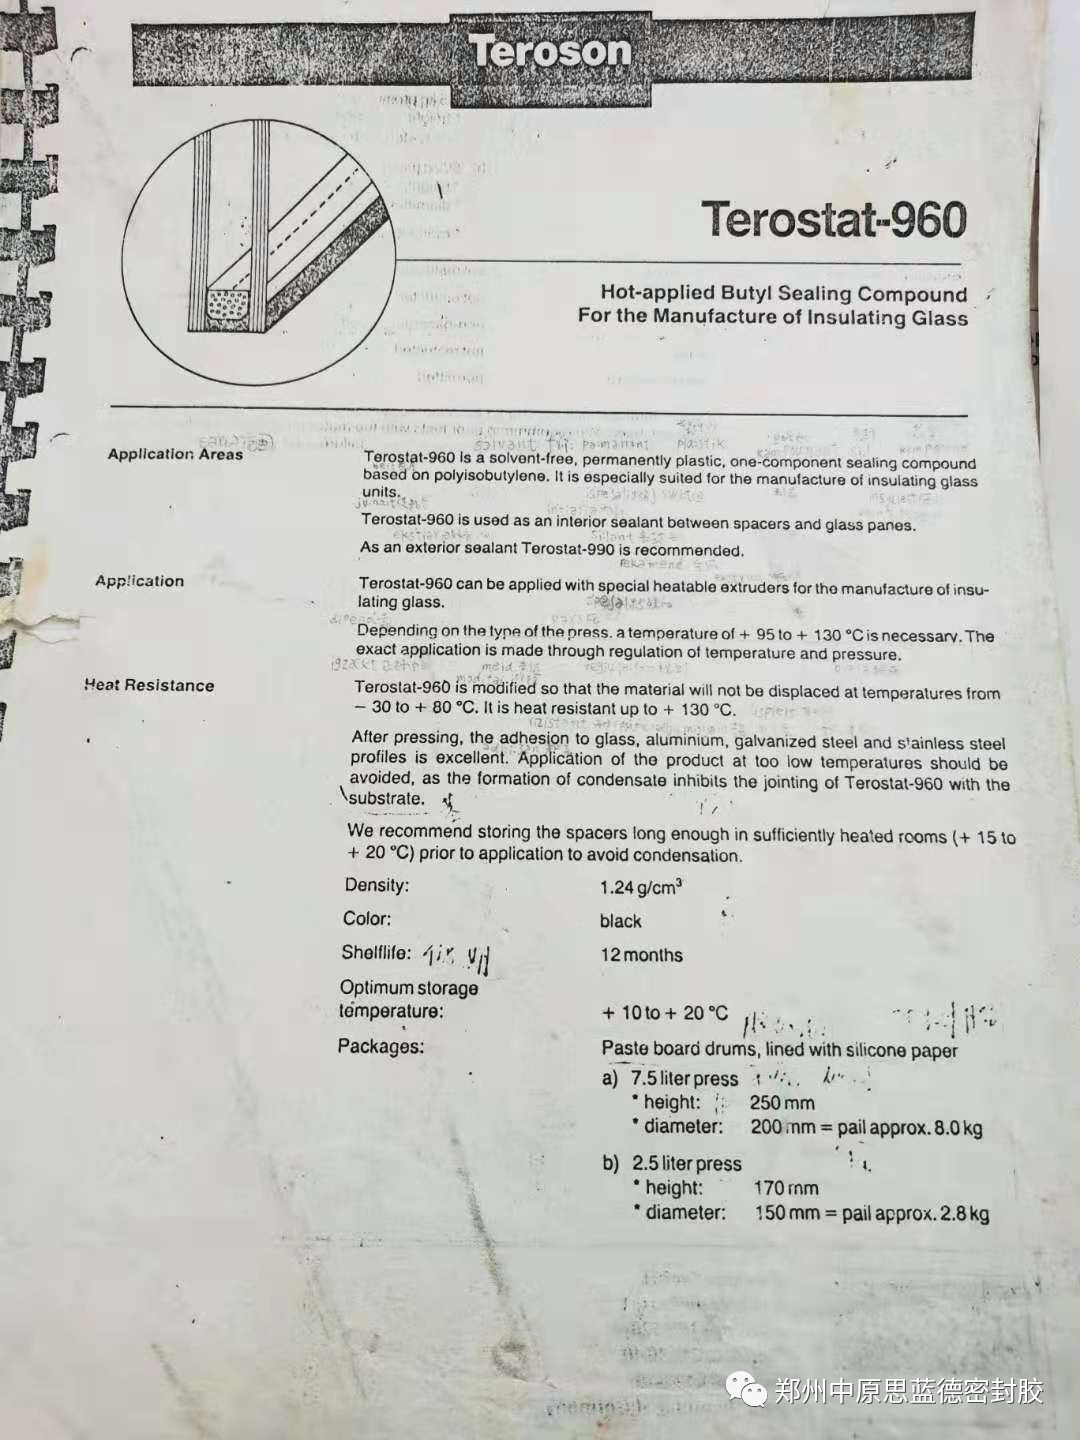 Teroson
Terostat-960
Hot-applied Butyl Sealing Compound
For the Manufacture of Insulating Glass
Application Areas
Terostat-960 is a solvent-free, permanently plastic, one-component sealing compound
based on polyisobutylene. It is especially suited for the manufacture of insulating glass
units.
Terostat-960 is used as an interior sealant between spacers and glass panes.
As an exterior sealant Terostat-990 is recommended.
Application
Terostat-960 can be applied with special heatable extruders for the manufacture of insu-
lating glass.
Depending on the type of the press. a temperature of + 95 to + 130 °C is necessary. The
exact application is made through regulation of temperature and pressure.
Heat Resistance
Terostat-960 is modified so that the material will not be displaced at temperatures from
– 30 to + 80 °C. It is heat resistant up to + 130 °C.
After pressing, the adhesion to glass, aluminium, galvanized steel and stainless steel
profiles is excellent. Application of the product at too low temperatures should be
avoided, as the formation of condensate inhibits the jointing of Terostat-960 with the
substrate.
We recommend storing the spacers long enough in sufficiently heated rooms (+ 15 to
+ 20 °C) prior to application to avoid condensation.
Density: 1.24 g/cm³
Color: black
Shelflife: 12 months
Optimum storage
temperature: + 10 to + 20 °C
Packages: Paste board drums, lined with silicone paper
a) 7.5 liter press
* height: 250 mm
* diameter: 200 mm = pail approx. 8.0 kg
b) 2.5 liter press
* height: 170 mm
* diameter: 150 mm = pail approx. 2.8 kg
郑州中原思蓝德密封胶